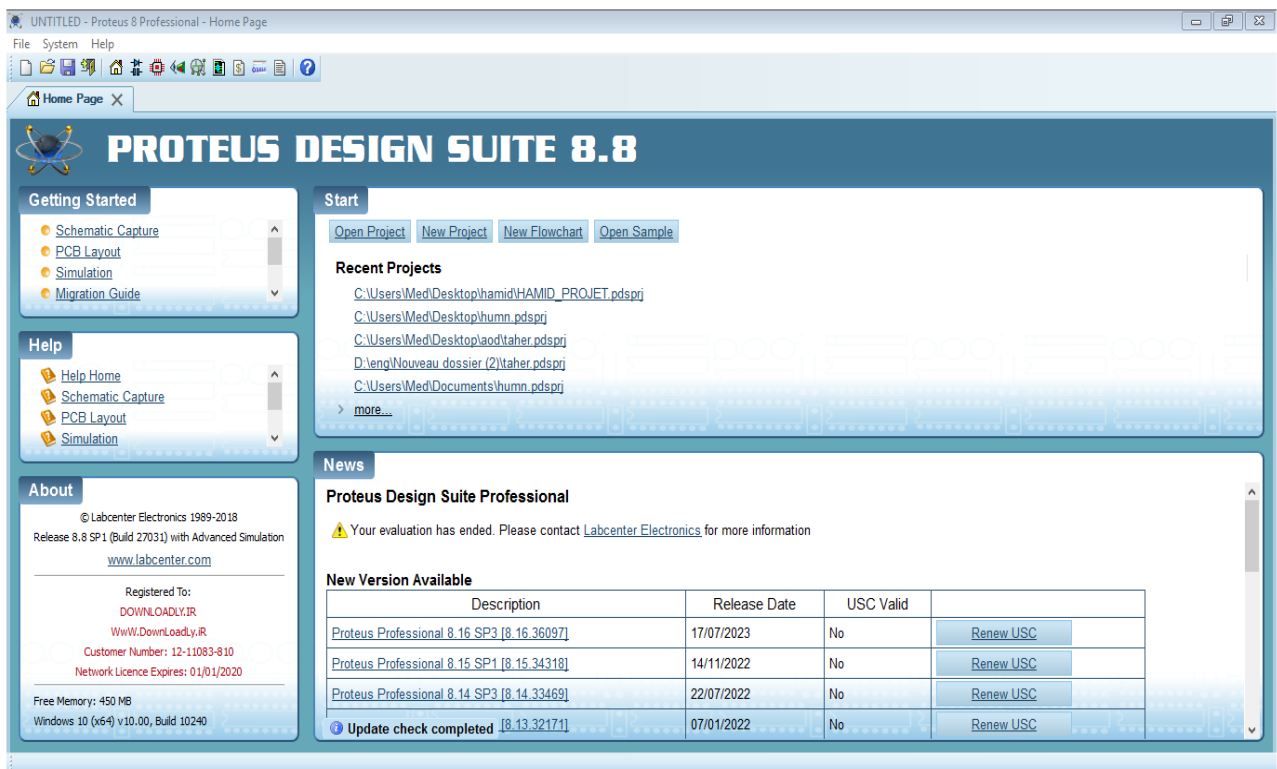 UNTITLED - Proteus 8 Professional - Home Page
File System Help
Home Page
PROTEUS DESIGN SUITE 8.8
Getting Started
Schematic Capture
PCB Layout
Simulation
Migration Guide
Help
Help Home
Schematic Capture
PCB Layout
Simulation
About
© Labcenter Electronics 1989-2018
Release 8.8 SP1 (Build 27031) with Advanced Simulation
www.labcenter.com
Registered To:
DOWNLOADLY.IR
WwW.DownLoadLy.iR
Customer Number: 12-11083-810
Network Licence Expires: 01/01/2020
Free Memory: 450 MB
Windows 10 (x64) v10.00, Build 10240
Start
Open Project New Project New Flowchart Open Sample
Recent Projects
C:\Users\Med\Desktop\hamid\HAMID_PROJET.pdsprj
C:\Users\Med\Desktop\humn.pdsprj
C:\Users\Med\Desktop\aod\taher.pdsprj
D:\eng\Nouveau dossier (2)\taher.pdsprj
C:\Users\Med\Documents\humn.pdsprj
more...
News
Proteus Design Suite Professional
Your evaluation has ended. Please contact Labcenter Electronics for more information
New Version Available
Description Release Date USC Valid
Proteus Professional 8.16 SP3 [8.16.36097] 17/07/2023 No Renew USC
Proteus Professional 8.15 SP1 [8.15.34318] 14/11/2022 No Renew USC
Proteus Professional 8.14 SP3 [8.14.33469] 22/07/2022 No Renew USC
Update check completed [8.13.32171] 07/01/2022 No Renew USC